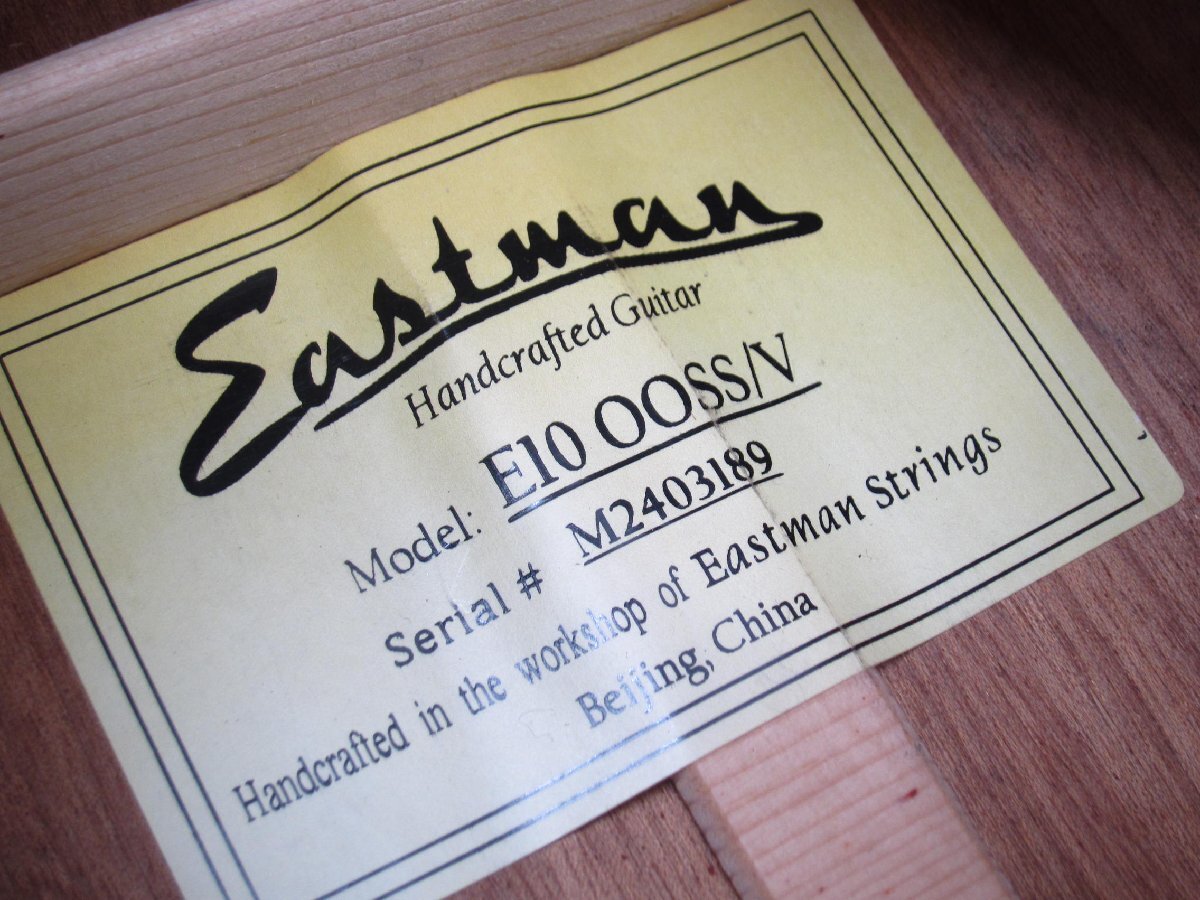 Eastman
Handcrafted Guitar
Model: E10 OOSS/V
Serial # M2403189
Handcrafted in the workshop of Eastman Strings
Beijing, China